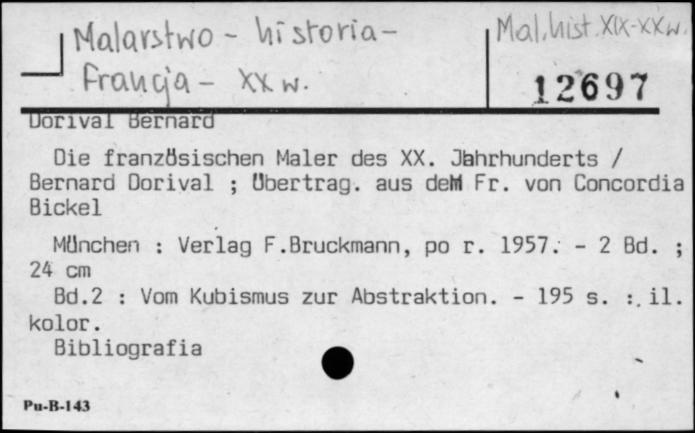 Malarstwo - historia -
Francja - XX w.
Mal. hist. XIX-XXw.
12697
Dorival Bernard
Die französischen Maler des XX. Jahrhunderts /
Bernard Dorival ; Übertrag. aus dem Fr. von Concordia
Bickel
München : Verlag F.Bruckmann, po r. 1957. - 2 Bd. ;
24 cm
Bd.2 : Vom Kubismus zur Abstraktion. - 195 s. : il.
kolor.
Bibliografia
Pu-B-143